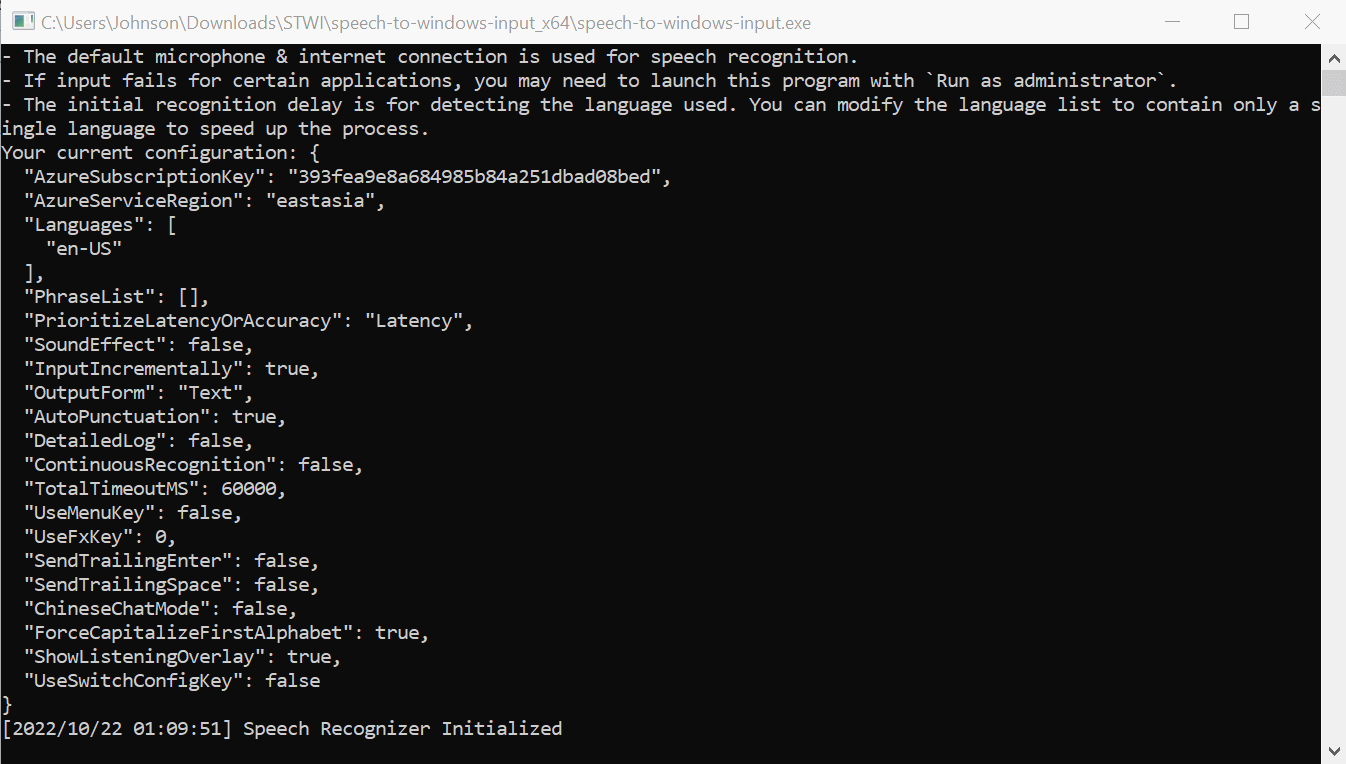 C:\Users\Johnson\Downloads\STWI\speech-to-windows-input_x64\speech-to-windows-input.exe
- The default microphone & internet connection is used for speech recognition.
- If input fails for certain applications, you may need to launch this program with `Run as administrator`.
- The initial recognition delay is for detecting the language used. You can modify the language list to contain only a s
ingle language to speed up the process.
Your current configuration: {
  "AzureSubscriptionKey": "393fea9e8a684985b84a251dbad08bed",
  "AzureServiceRegion": "eastasia",
  "Languages": [
    "en-US"
  ],
  "PhraseList": [],
  "PrioritizeLatencyOrAccuracy": "Latency",
  "SoundEffect": false,
  "InputIncrementally": true,
  "OutputForm": "Text",
  "AutoPunctuation": true,
  "DetailedLog": false,
  "ContinuousRecognition": false,
  "TotalTimeoutMS": 60000,
  "UseMenuKey": false,
  "UseFxKey": 0,
  "SendTrailingEnter": false,
  "SendTrailingSpace": false,
  "ChineseChatMode": false,
  "ForceCapitalizeFirstAlphabet": true,
  "ShowListeningOverlay": true,
  "UseSwitchConfigKey": false
}
[2022/10/22 01:09:51] Speech Recognizer Initialized